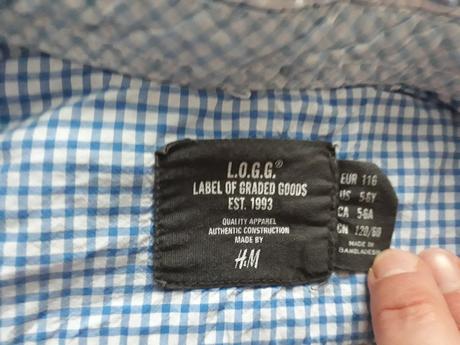 L.O.G.G.®
LABEL OF GRADED GOODS
EST. 1993
QUALITY APPAREL
AUTHENTIC CONSTRUCTION
MADE BY
H&M
EUR 116
US 5-6Y
CA 5-6A
CN 120/60
MADE IN
BANGLADESH